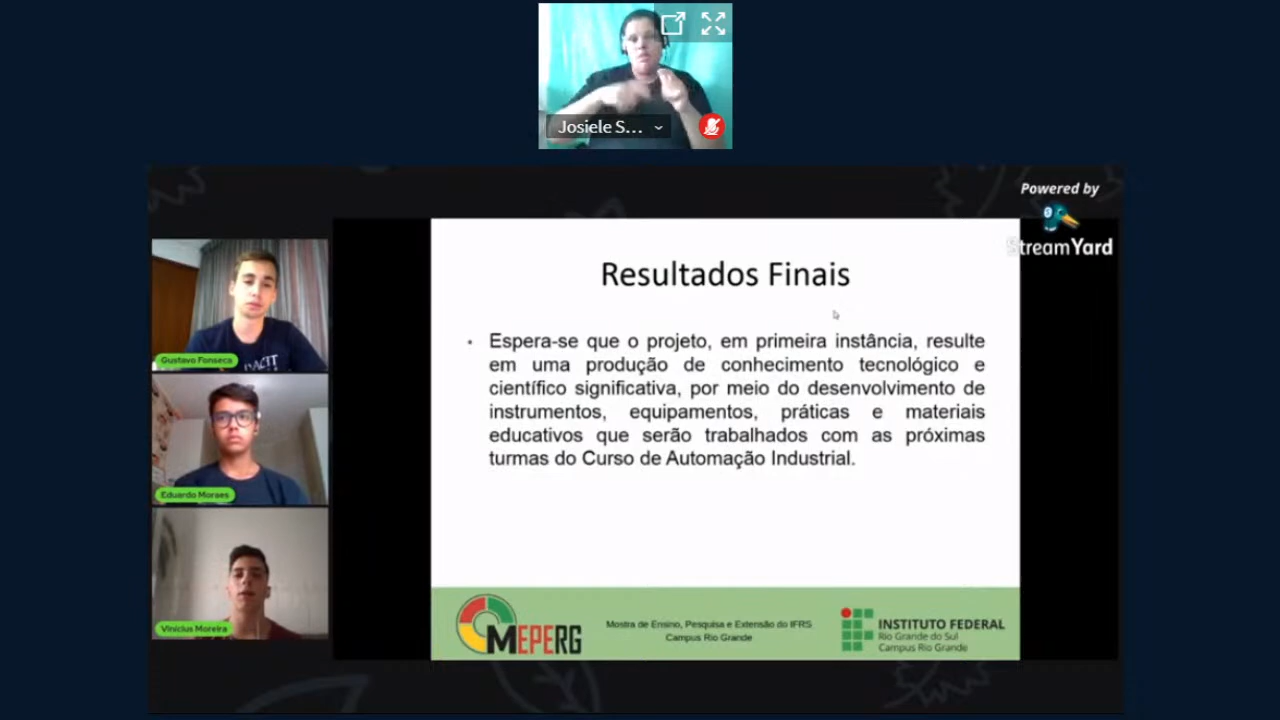 Josiele S...
Powered by
StreamYard
Gustavo Fonseca
Eduardo Moraes
Vinícius Moreira
Resultados Finais
• Espera-se que o projeto, em primeira instância, resulte
em uma produção de conhecimento tecnológico e
científico significativa, por meio do desenvolvimento de
instrumentos, equipamentos, práticas e materiais
educativos que serão trabalhados com as próximas
turmas do Curso de Automação Industrial.
MEPERG
Mostra de Ensino, Pesquisa e Extensão do IFRS
Campus Rio Grande
INSTITUTO FEDERAL
Rio Grande do Sul
Campus Rio Grande